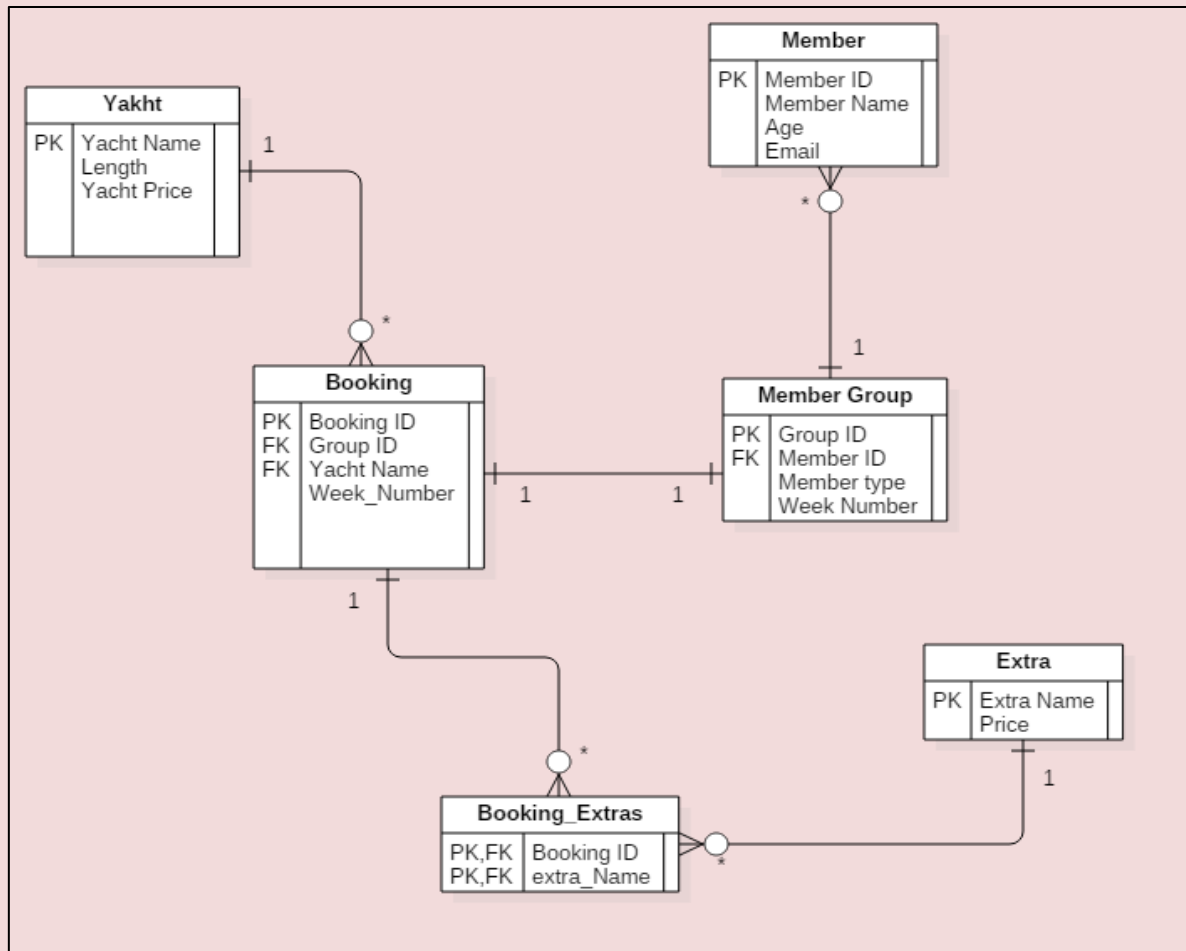 Member
PK Member ID
Member Name
Age
Email
*
1
Yakht
PK Yacht Name
Length
Yacht Price
1
*
Booking
PK Booking ID
FK Group ID
FK Yacht Name
Week_Number
1
1
1
Member Group
PK Group ID
FK Member ID
Member type
Week Number
Extra
PK Extra Name
Price
1
*
Booking_Extras
PK,FK Booking ID
PK,FK extra_Name
*